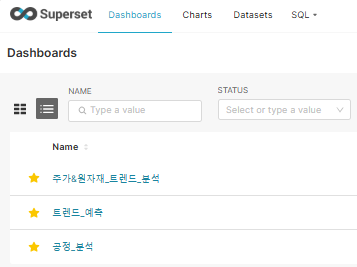 Superset Dashboards Charts Datasets SQL
Dashboards
NAME STATUS
Type a value Select or type a value
Name
주가&원자재_트렌드_분석
트렌드_예측
공정_분석